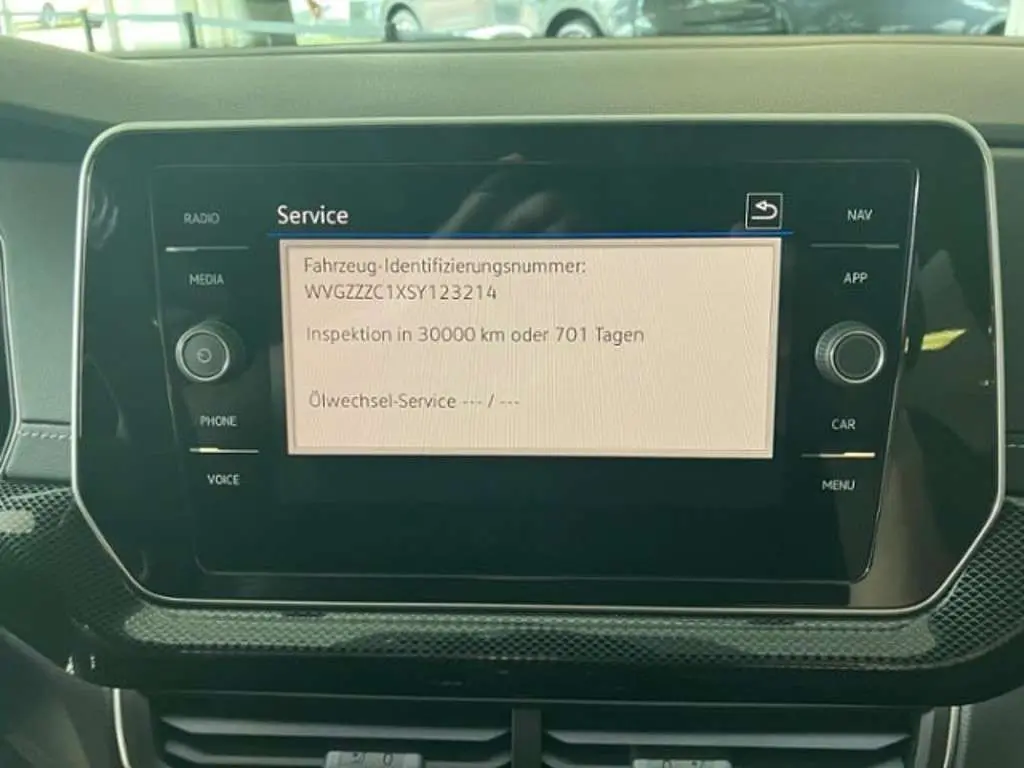 RADIO
MEDIA
PHONE
VOICE
Service
Fahrzeug-Identifizierungsnummer:
WVGZZZC1XSY123214
Inspektion in 30000 km oder 701 Tagen
Ölwechsel-Service --- / ---
NAV
APP
CAR
MENU